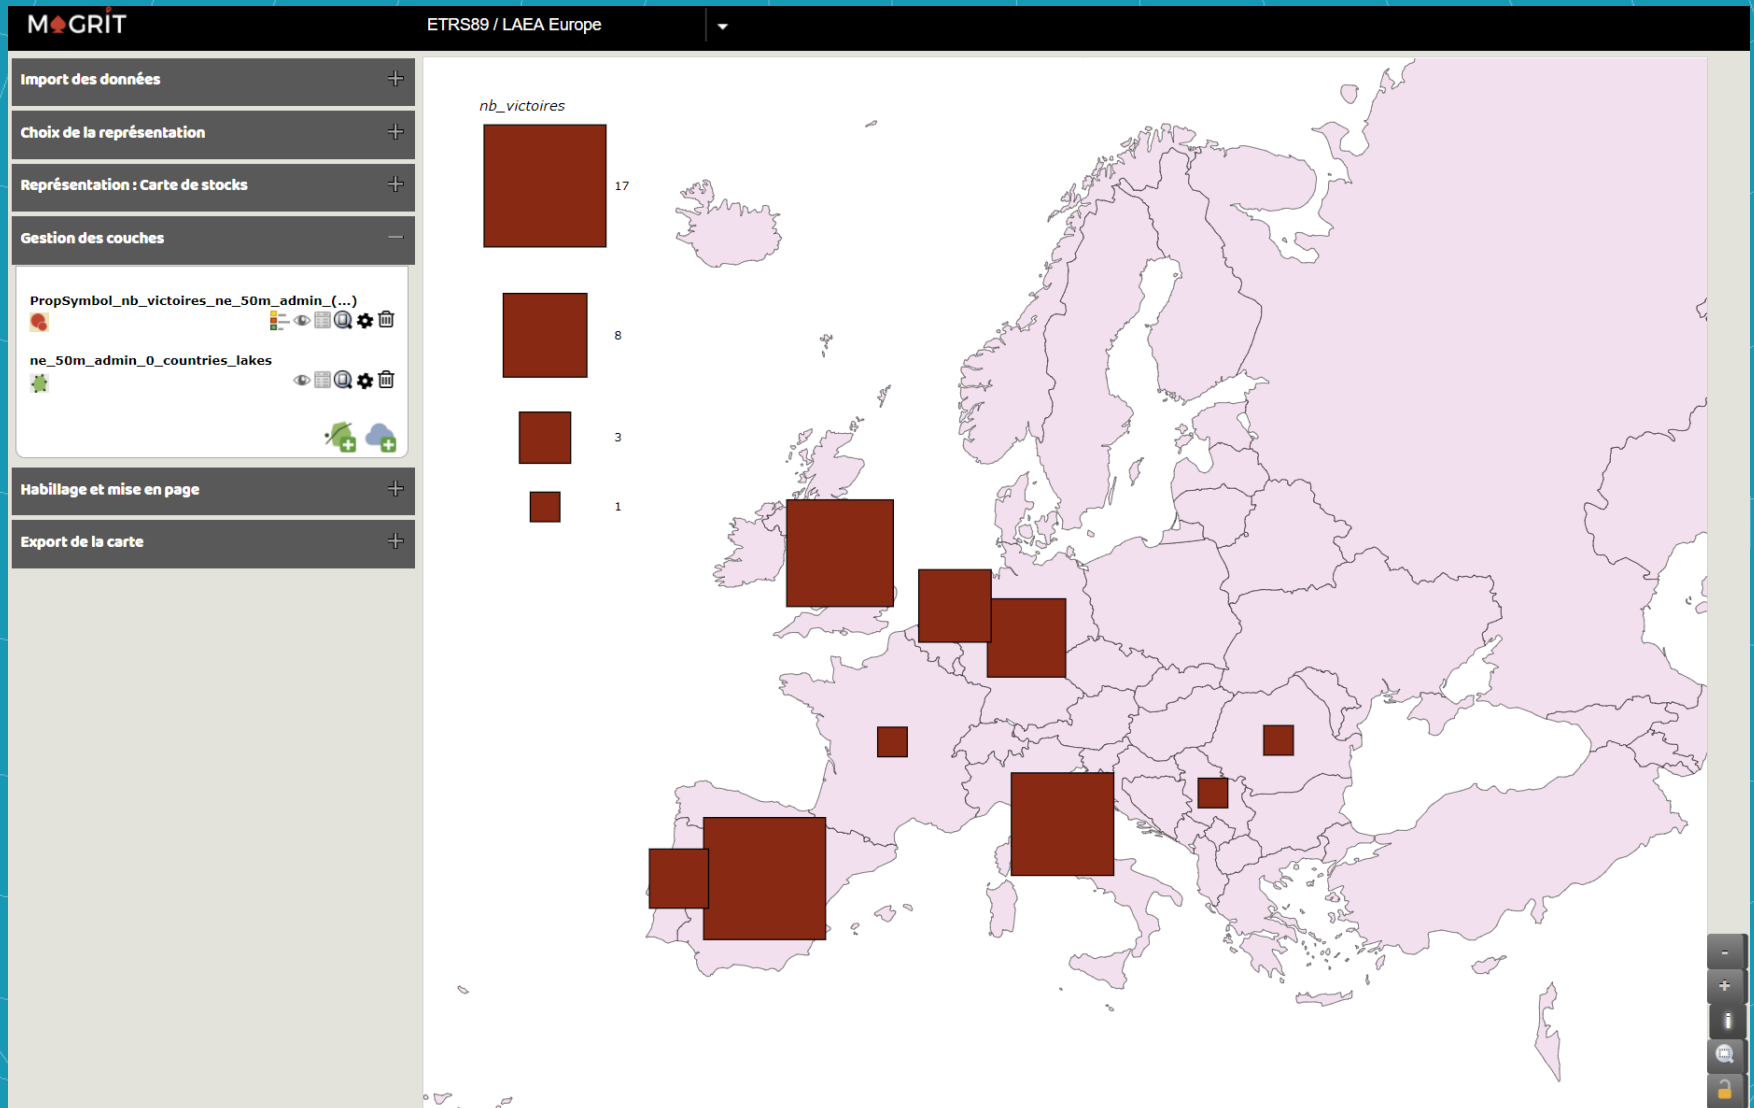 MAGRIT
ETRS89 / LAEA Europe
Import des données
Choix de la représentation
Représentation : Carte de stocks
Gestion des couches
PropSymbol_nb_victoires_ne_50m_admin_(...)
ne_50m_admin_0_countries_lakes
Habillage et mise en page
Export de la carte
nb_victoires
17
8
3
1
-
+
i